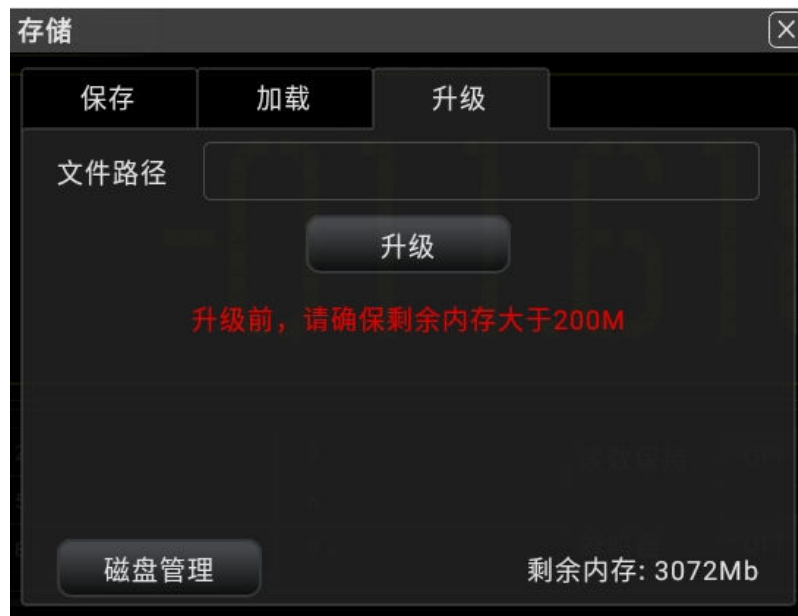 存储
保存 加载 升级
文件路径
升级
升级前，请确保剩余内存大于200M
磁盘管理 剩余内存: 3072Mb